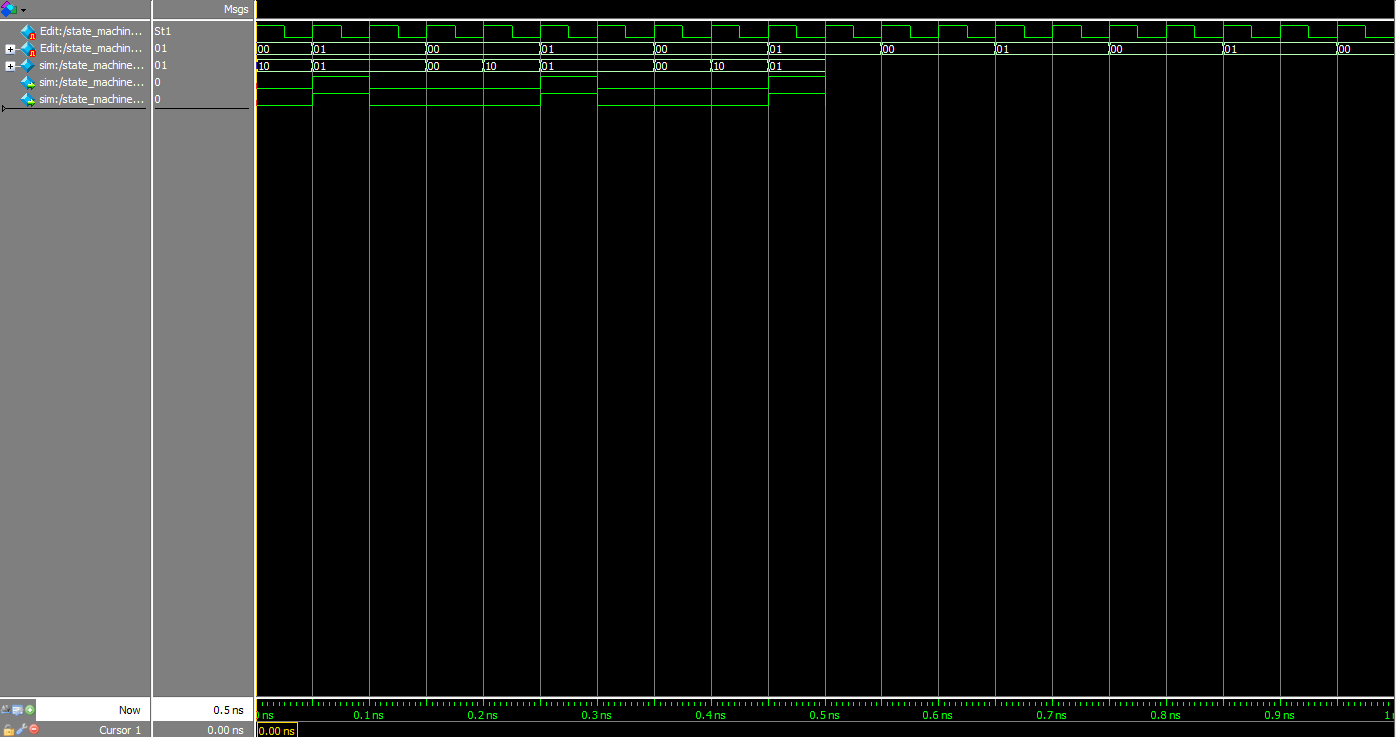 Msgs
Edit:/state_machin... St1
Edit:/state_machin... 01 00 01 00 01 00 01 00 01 00 01 00
sim:/state_machine... 01 10 01 00 10 01 00 10 01
sim:/state_machine... 0
sim:/state_machine... 0
Now 0.5 ns ns 0.1 ns 0.2 ns 0.3 ns 0.4 ns 0.5 ns 0.6 ns 0.7 ns 0.8 ns 0.9 ns 1
Cursor 1 0.00 ns 0.00 ns